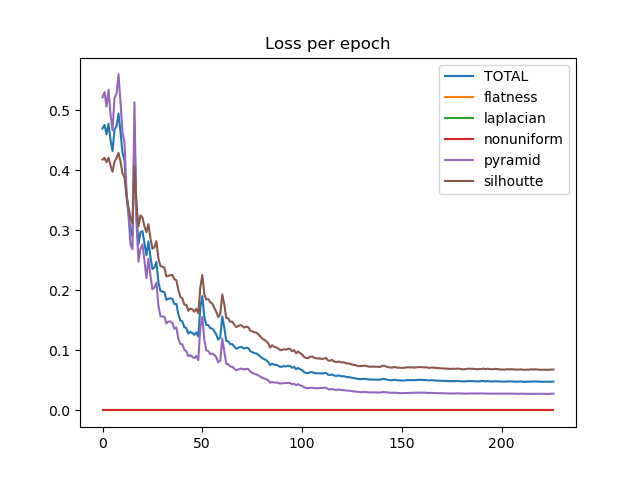 Loss per epoch
TOTAL
flatness
laplacian
nonuniform
pyramid
silhoutte
0.5
0.4
0.3
0.2
0.1
0.0
0
50
100
150
200